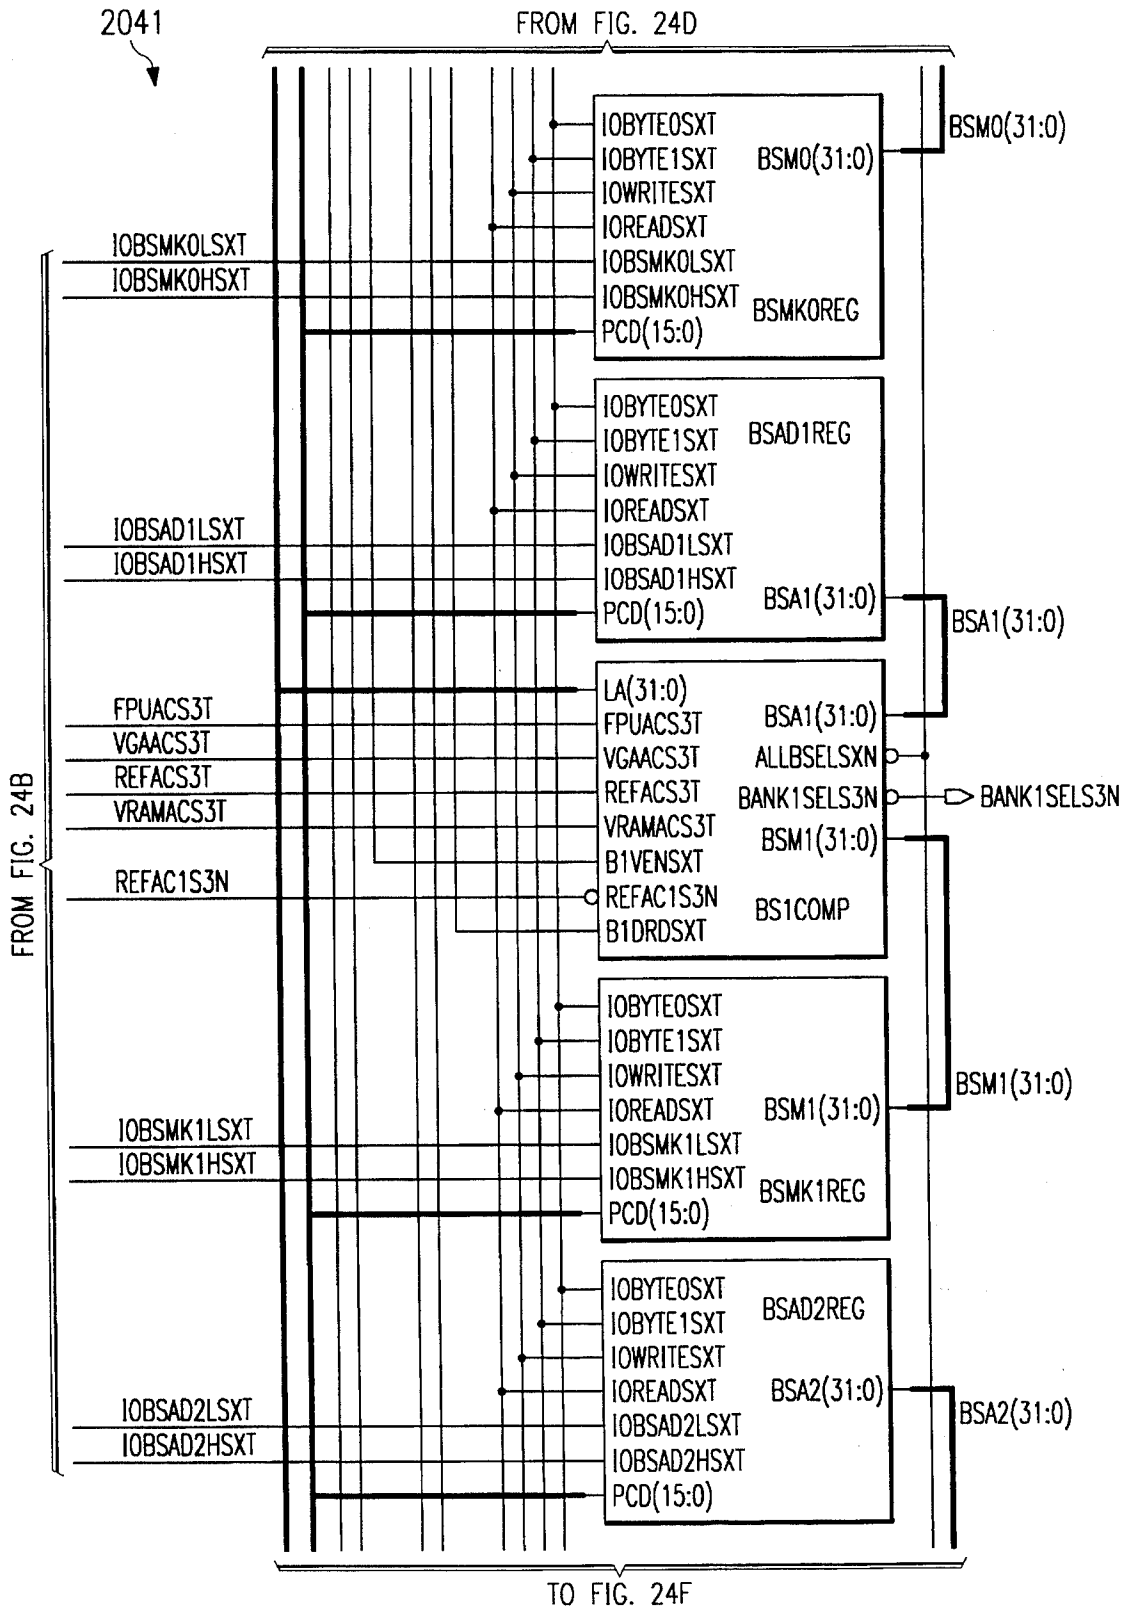 2041
FROM FIG. 24D
IOBYTE0SXT
IOBYTE1SXT
IOWRITESXT
IOREADSXT
IOBSMK0LSXT
IOBSMK0HSXT
PCD(15:0)
BSM0(31:0)
BSMK0REG
BSM0(31:0)
IOBSMK0LSXT
IOBSMK0HSXT
IOBYTE0SXT
IOBYTE1SXT
IOWRITESXT
IOREADSXT
IOBSAD1LSXT
IOBSAD1HSXT
PCD(15:0)
BSAD1REG
BSA1(31:0)
BSA1(31:0)
IOBSAD1LSXT
IOBSAD1HSXT
LA(31:0)
FPUACS3T
VGAACS3T
REFACS3T
VRAMACS3T
B1VENSXT
REFAC1S3N
B1DRDSXT
BSA1(31:0)
ALLBSELSXN
BANK1SELS3N
BSM1(31:0)
BS1COMP
BANK1SELS3N
FPUACS3T
VGAACS3T
REFACS3T
VRAMACS3T
REFAC1S3N
FROM FIG. 24B
IOBYTE0SXT
IOBYTE1SXT
IOWRITESXT
IOREADSXT
IOBSMK1LSXT
IOBSMK1HSXT
PCD(15:0)
BSM1(31:0)
BSMK1REG
BSM1(31:0)
IOBSMK1LSXT
IOBSMK1HSXT
IOBYTE0SXT
IOBYTE1SXT
IOWRITESXT
IOREADSXT
IOBSAD2LSXT
IOBSAD2HSXT
PCD(15:0)
BSAD2REG
BSA2(31:0)
BSA2(31:0)
IOBSAD2LSXT
IOBSAD2HSXT
TO FIG. 24F